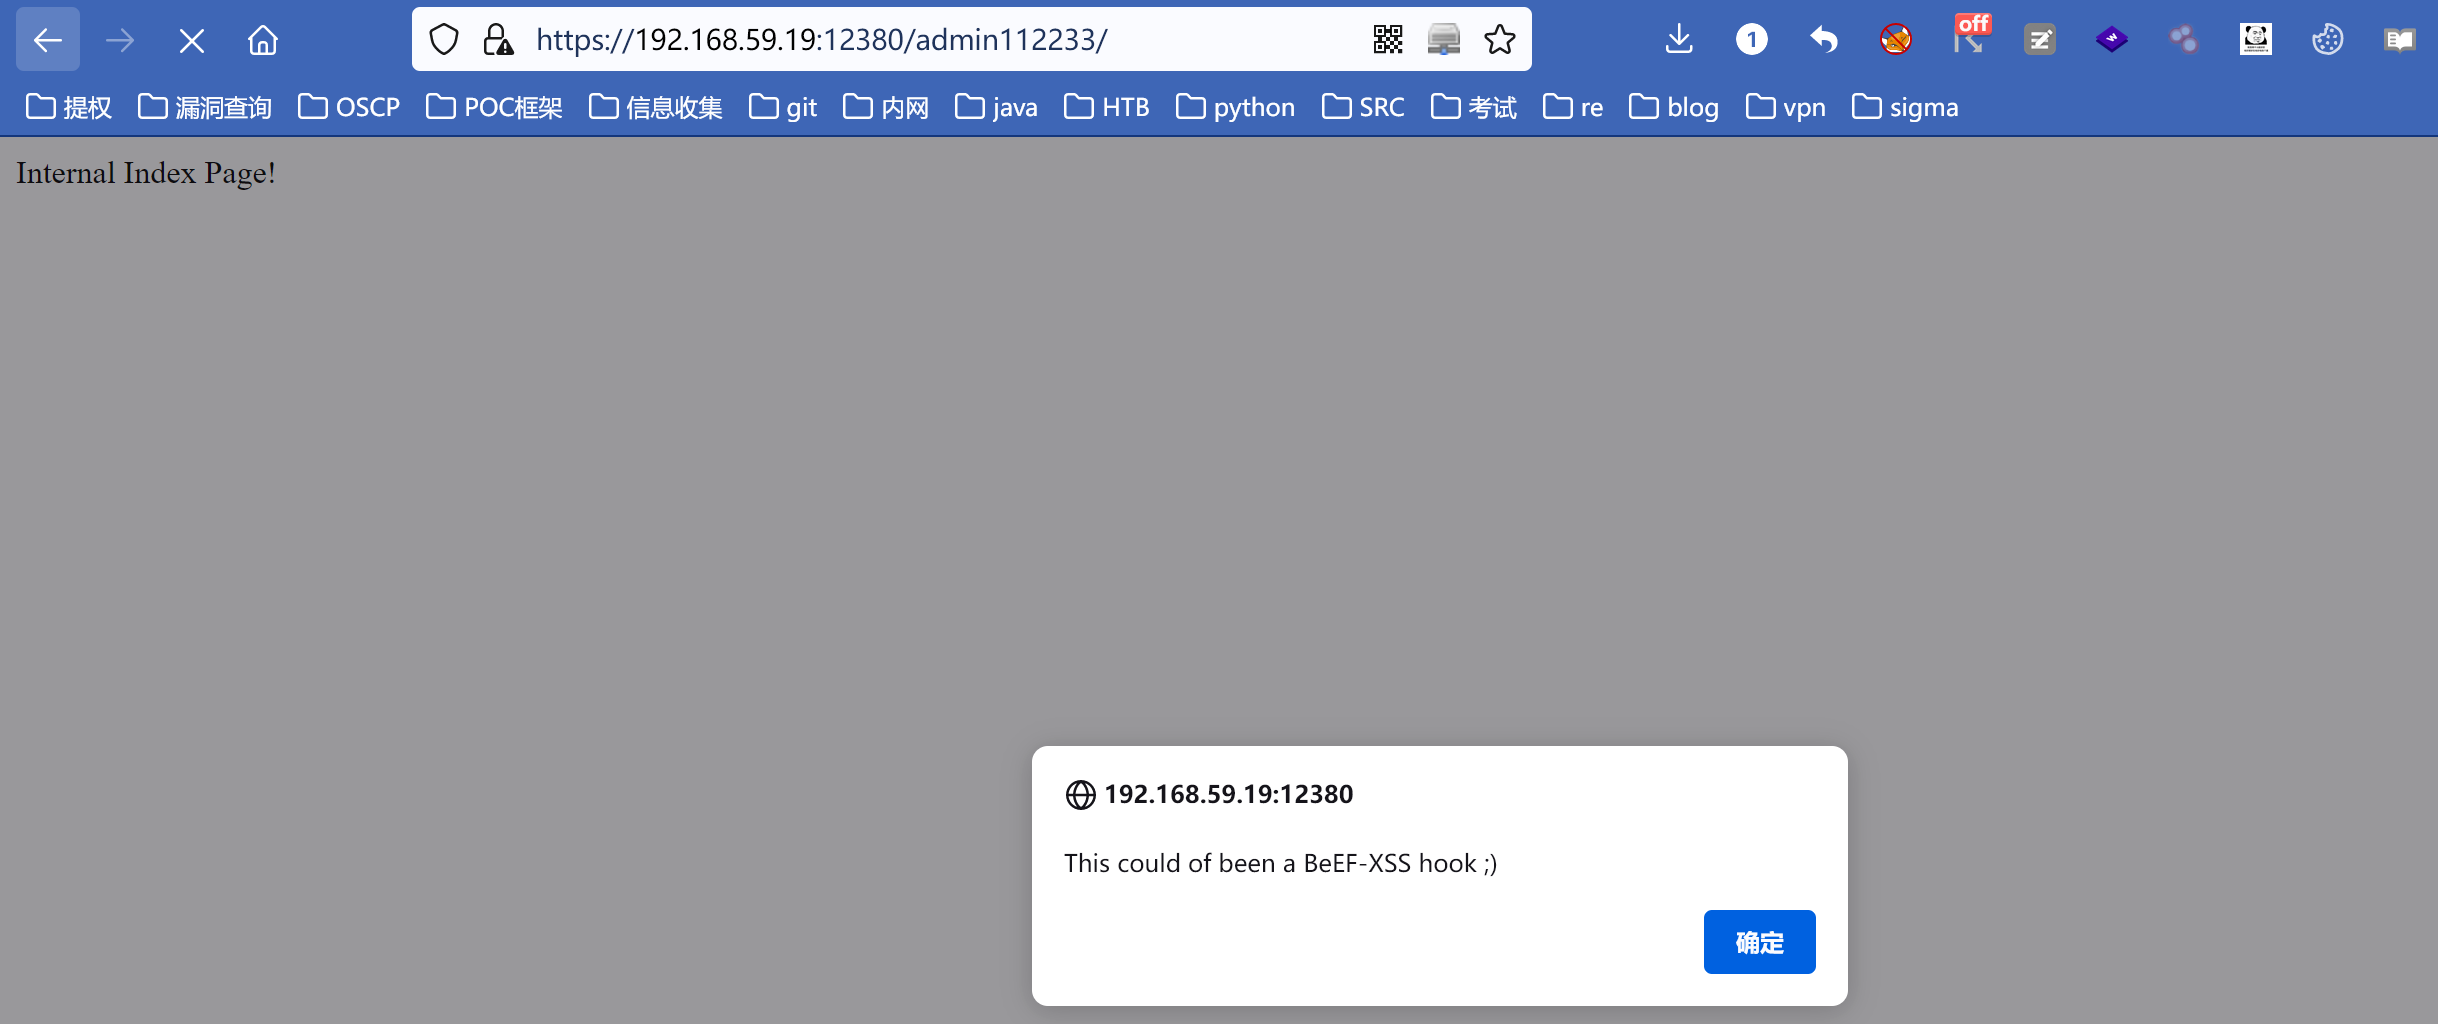 https://192.168.59.19:12380/admin112233/
1
off
提权 漏洞查询 OSCP POC框架 信息收集 git 内网 java HTB python SRC 考试 re blog vpn sigma
Internal Index Page!
192.168.59.19:12380
This could of been a BeEF-XSS hook ;)
确定